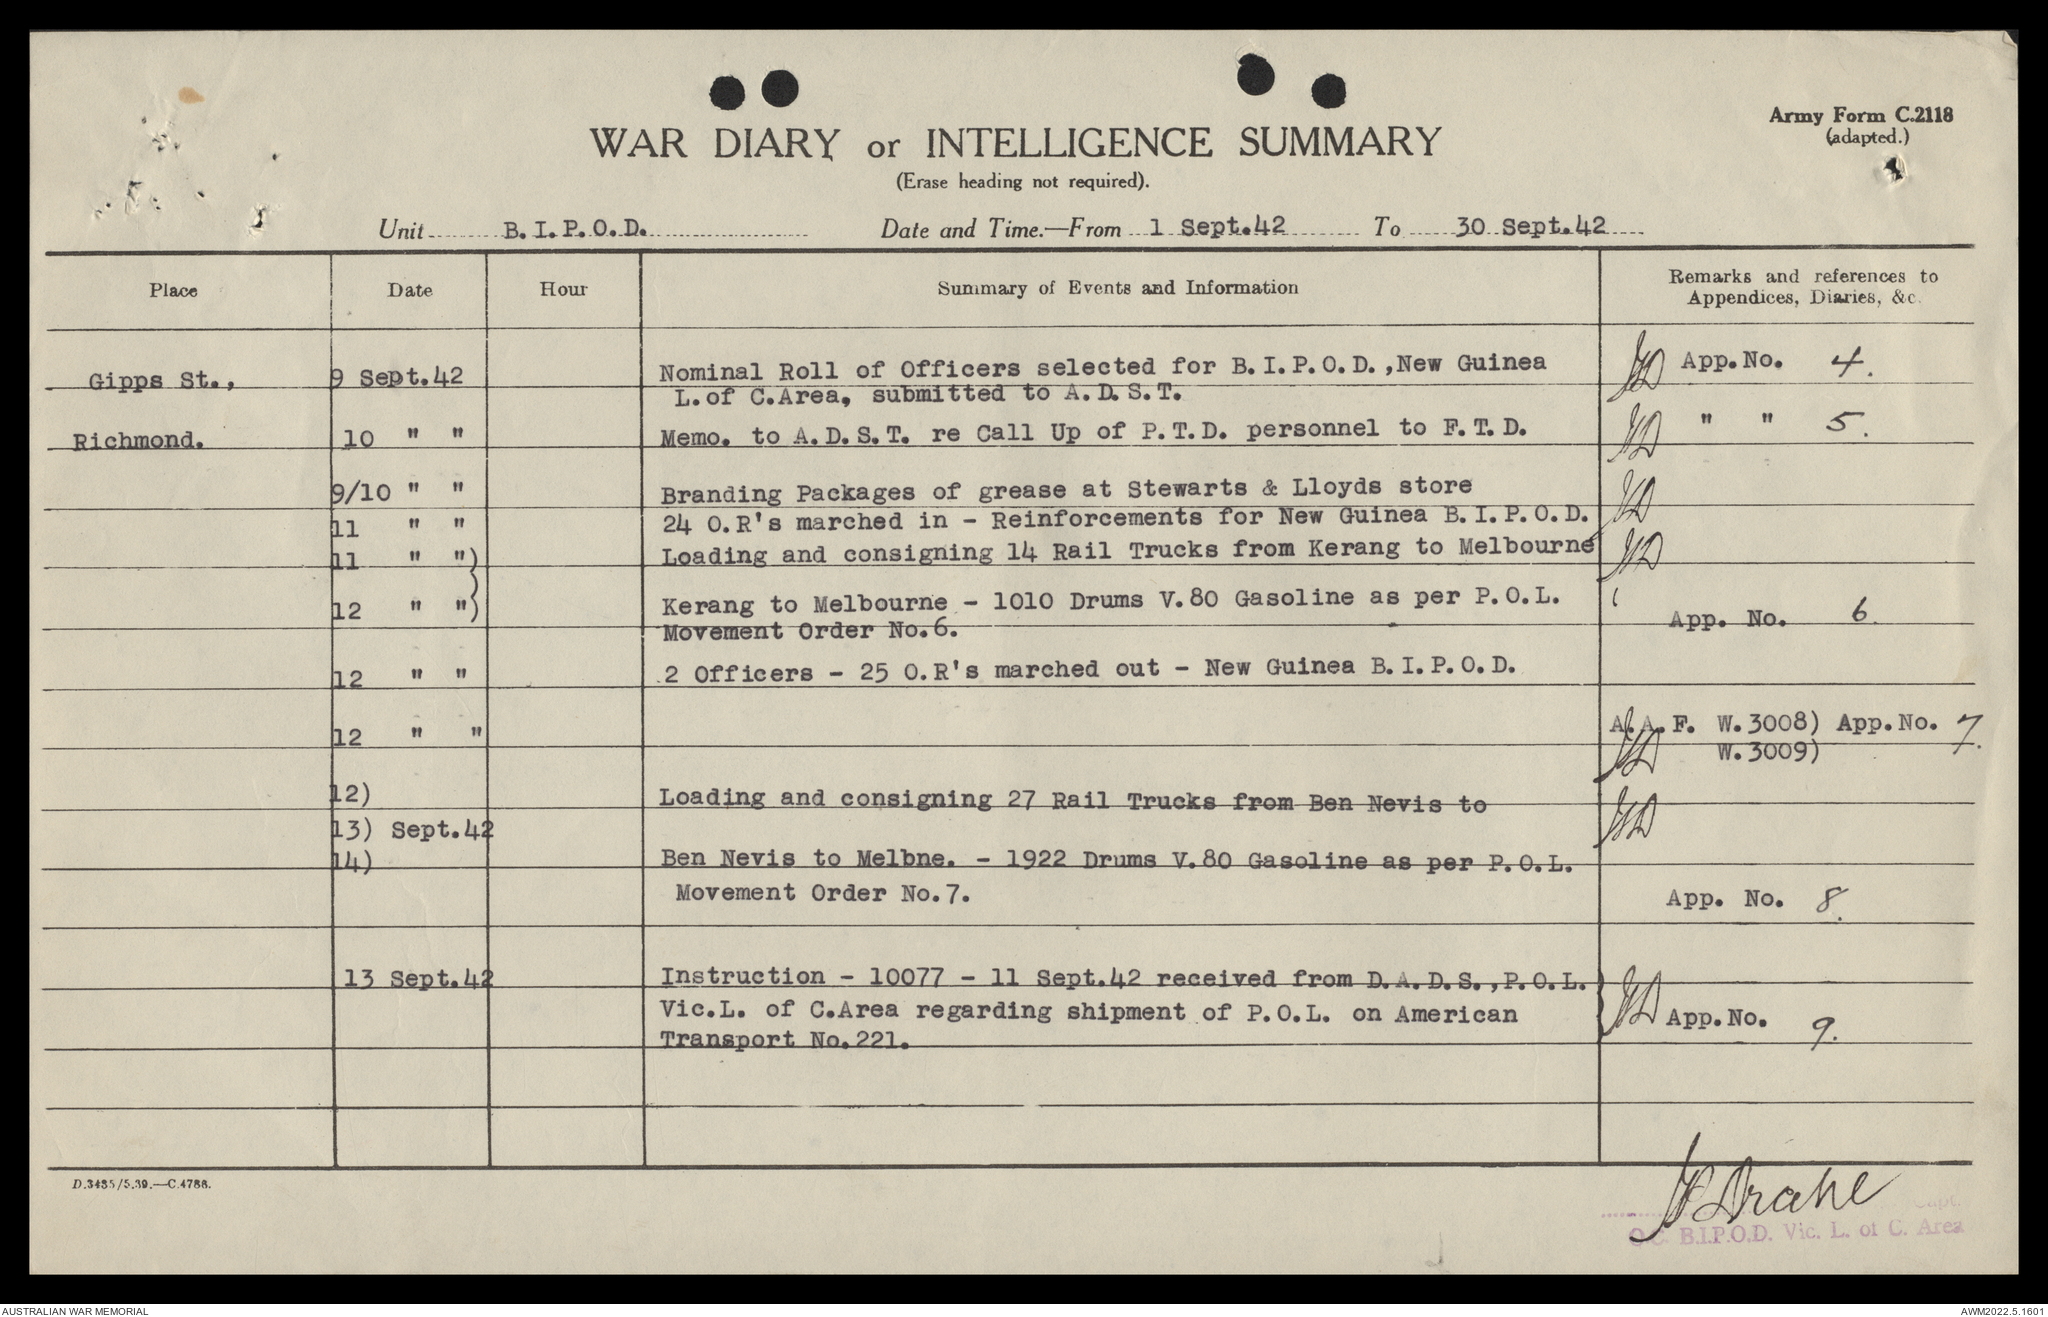 Army Form C.2118
(adapted.)
WAR DIARY or INTELLIGENCE SUMMARY
(Erase heading not required).
Unit B.I.P.O.D. Date and Time.—From 1 Sept.42 To 30 Sept.42
Place Date Hour Summary of Events and Information Remarks and references to
Appendices, Diaries, &c.
Gipps St., 9 Sept.42 Nominal Roll of Officers selected for B.I.P.O.D.,New Guinea App.No. 4.
L.of C.Area, submitted to A.D.S.T.
Richmond. 10 " " Memo. to A.D.S.T. re Call Up of P.T.D. personnel to F.T.D. " " 5.
9/10 " " Branding Packages of grease at Stewarts & Lloyds store
11 " " 24 O.R's marched in - Reinforcements for New Guinea B.I.P.O.D.
11 " ") Loading and consigning 14 Rail Trucks from Kerang to Melbourne
12 " ") Kerang to Melbourne - 1010 Drums V.80 Gasoline as per P.O.L. App. No. 6.
Movement Order No.6.
12 " " 2 Officers - 25 O.R's marched out - New Guinea B.I.P.O.D.
12 " " A.A.F. W.3008) App.No. 7.
W.3009)
12) Loading and consigning 27 Rail Trucks from Ben Nevis to
13) Sept.42
14) Ben Nevis to Melbne. - 1922 Drums V.80 Gasoline as per P.O.L.
Movement Order No.7. App. No. 8.
13 Sept.42 Instruction - 10077 - 11 Sept.42 received from D.A.D.S.,P.O.L.
Vic.L. of C.Area regarding shipment of P.O.L. on American App.No. 9.
Transport No.221.
D.3485/5.39.—C.4786.
Drake
Capt.
O.C. B.I.P.O.D. Vic. L. of C. Area
AUSTRALIAN WAR MEMORIAL AWM2022.5.1601